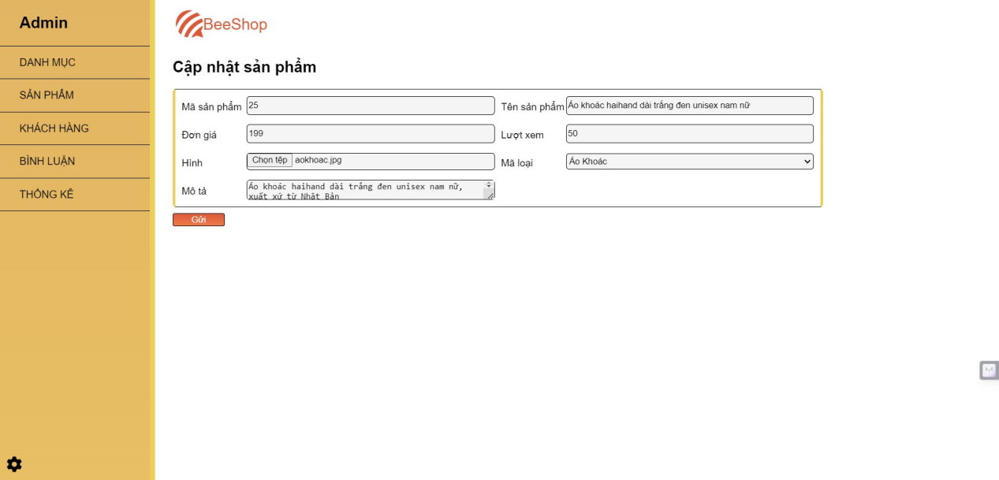 Admin
DANH MỤC
SẢN PHẨM
KHÁCH HÀNG
BÌNH LUẬN
THỐNG KÊ
BeeShop
Cập nhật sản phẩm
Mã sản phẩm 25 Tên sản phẩm Áo khoác haihand dài trắng đen unisex nam nữ
Đơn giá 199 Lượt xem 50
Hình Chọn tệp aokhoac.jpg Mã loại Áo Khoác
Mô tả Áo khoác haihand dài trắng đen unisex nam nữ,
xuất xứ từ Nhật Bản
Gửi